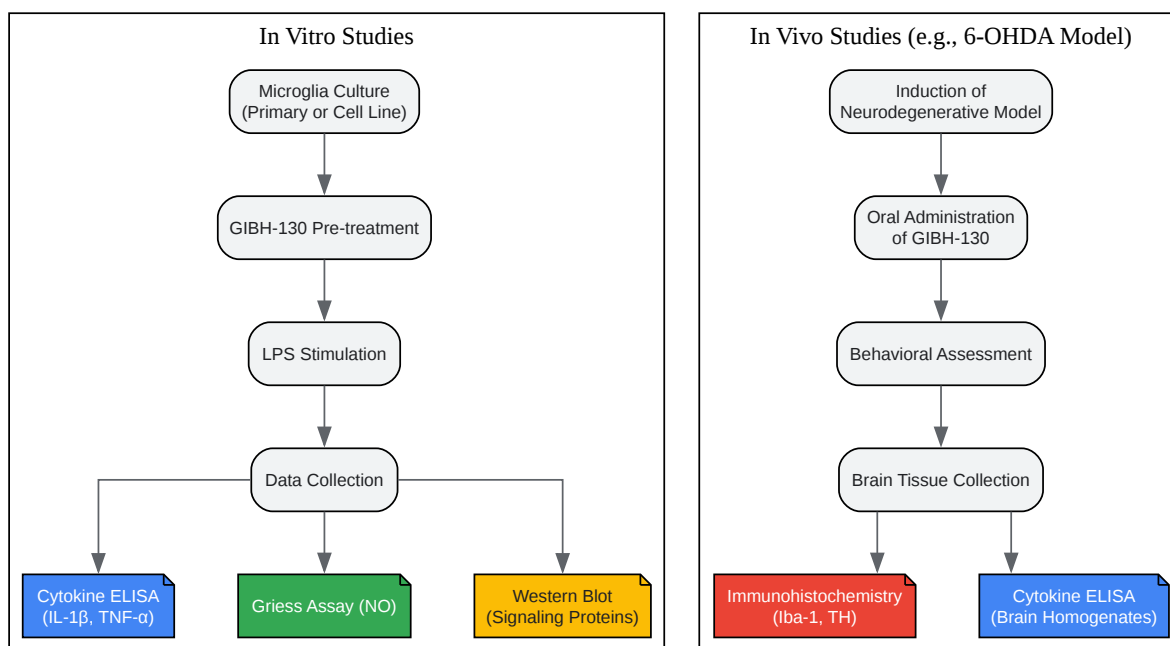 In Vitro Studies
Microglia Culture
(Primary or Cell Line)
GIBH-130 Pre-treatment
LPS Stimulation
Data Collection
Cytokine ELISA
(IL-1β, TNF-α)
Griess Assay (NO)
Western Blot
(Signaling Proteins)
In Vivo Studies (e.g., 6-OHDA Model)
Induction of
Neurodegenerative Model
Oral Administration
of GIBH-130
Behavioral Assessment
Brain Tissue Collection
Immunohistochemistry
(Iba-1, TH)
Cytokine ELISA
(Brain Homogenates)